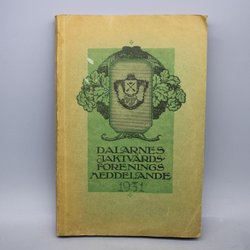 DALARNES
JAKTVÅRDS-
FÖRENINGS
MEDDELANDE
1931